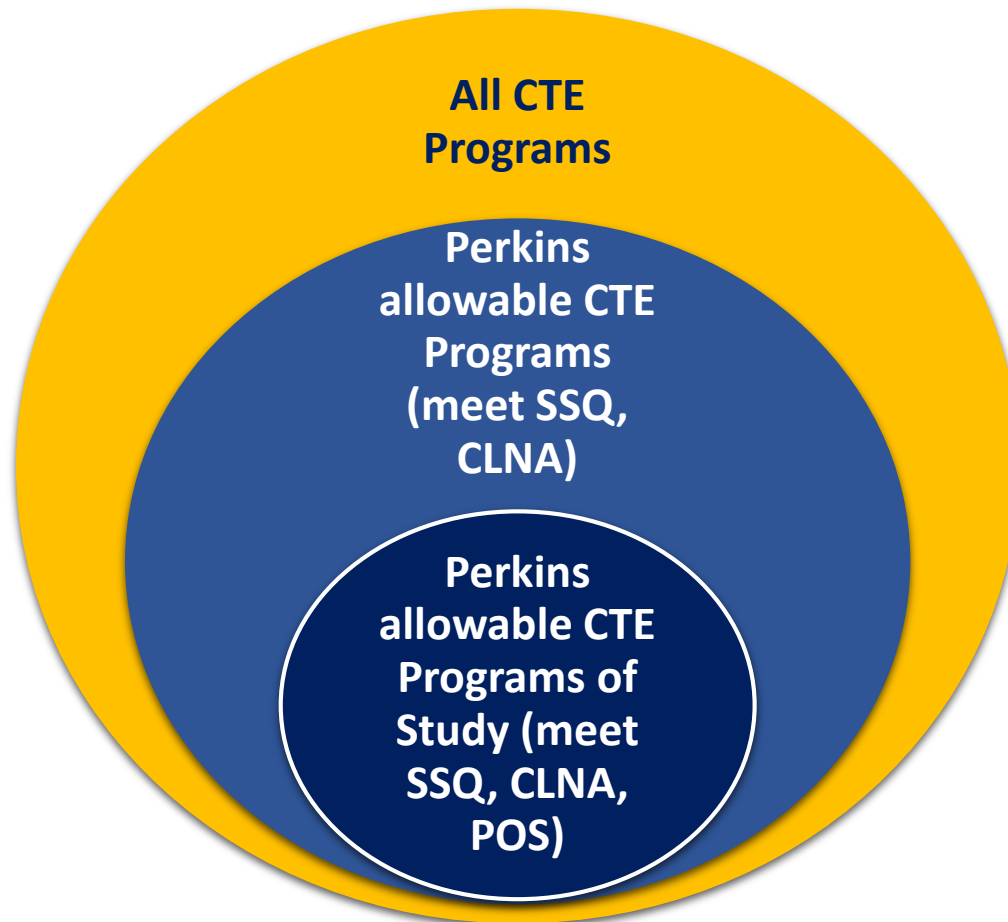 All CTE
Programs
Perkins
allowable CTE
Programs
(meet SSQ,
CLNA)
Perkins
allowable CTE
Programs of
Study (meet
SSQ, CLNA,
POS)